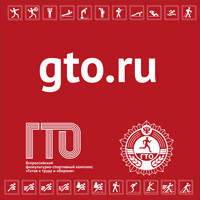 gto.ru
ГТО
Всероссийский
физкультурно-спортивный комплекс
«Готов к труду и обороне»
ГТО